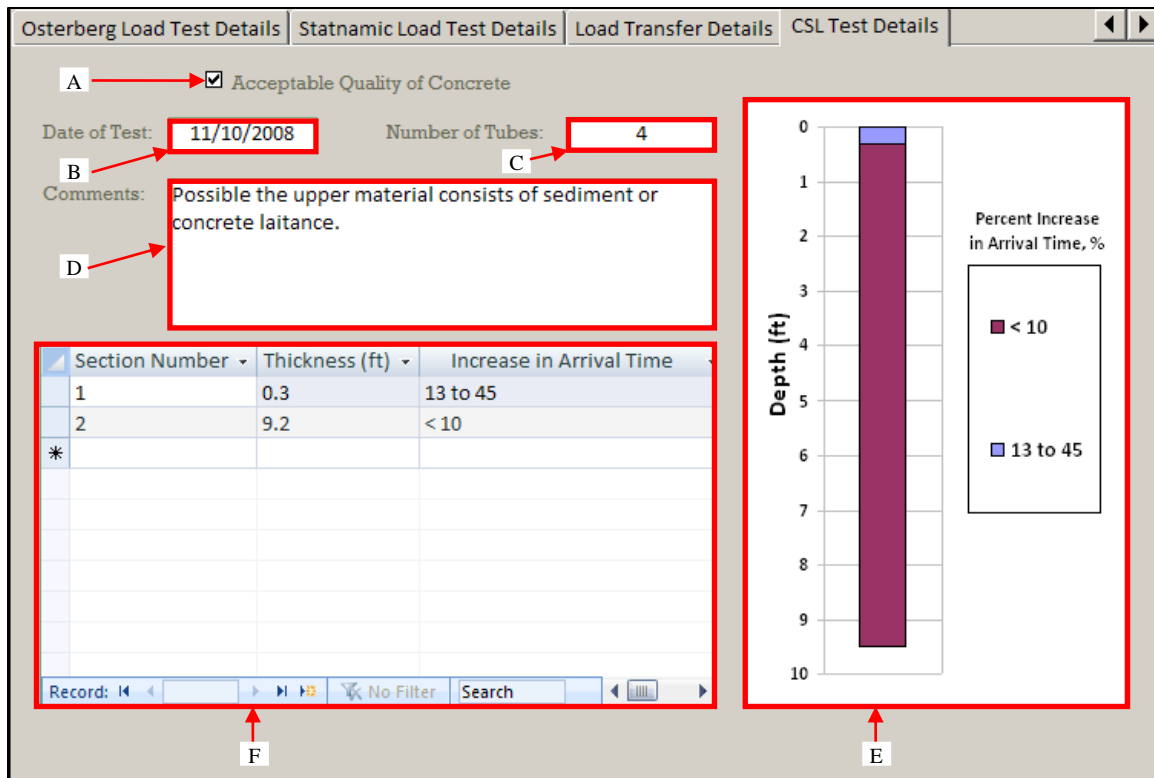 Osterberg Load Test Details Statnamic Load Test Details Load Transfer Details CSL Test Details
A
Acceptable Quality of Concrete
Date of Test: 11/10/2008 Number of Tubes: 4
B
C
Comments: Possible the upper material consists of sediment or
concrete laitance.
D
Section Number Thickness (ft) Increase in Arrival Time
1 0.3 13 to 45
2 9.2 < 10
Record: No Filter Search
F
Depth (ft)
0
1
2
3
4
5
6
7
8
9
10
Percent Increase
in Arrival Time, %
< 10
13 to 45
E